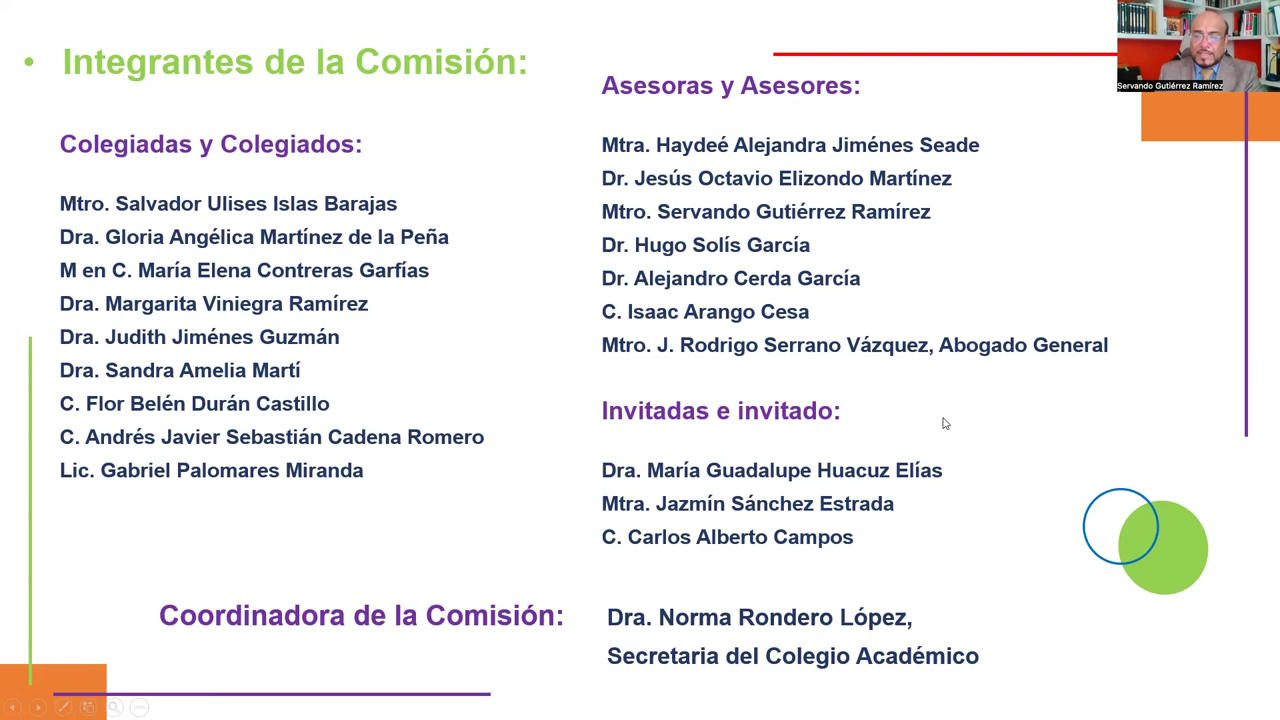 • Integrantes de la Comisión:
Colegiadas y Colegiados:
Mtro. Salvador Ulises Islas Barajas
Dra. Gloria Angélica Martínez de la Peña
M en C. María Elena Contreras Garfías
Dra. Margarita Viniegra Ramírez
Dra. Judith Jiménes Guzmán
Dra. Sandra Amelia Martí
C. Flor Belén Durán Castillo
C. Andrés Javier Sebastián Cadena Romero
Lic. Gabriel Palomares Miranda
Asesoras y Asesores:
Mtra. Haydeé Alejandra Jiménes Seade
Dr. Jesús Octavio Elizondo Martínez
Mtro. Servando Gutiérrez Ramírez
Dr. Hugo Solís García
Dr. Alejandro Cerda García
C. Isaac Arango Cesa
Mtro. J. Rodrigo Serrano Vázquez, Abogado General
Invitadas e invitado:
Dra. María Guadalupe Huacuz Elías
Mtra. Jazmín Sánchez Estrada
C. Carlos Alberto Campos
Coordinadora de la Comisión:
Dra. Norma Rondero López,
Secretaria del Colegio Académico
Servando Gutiérrez Ramírez